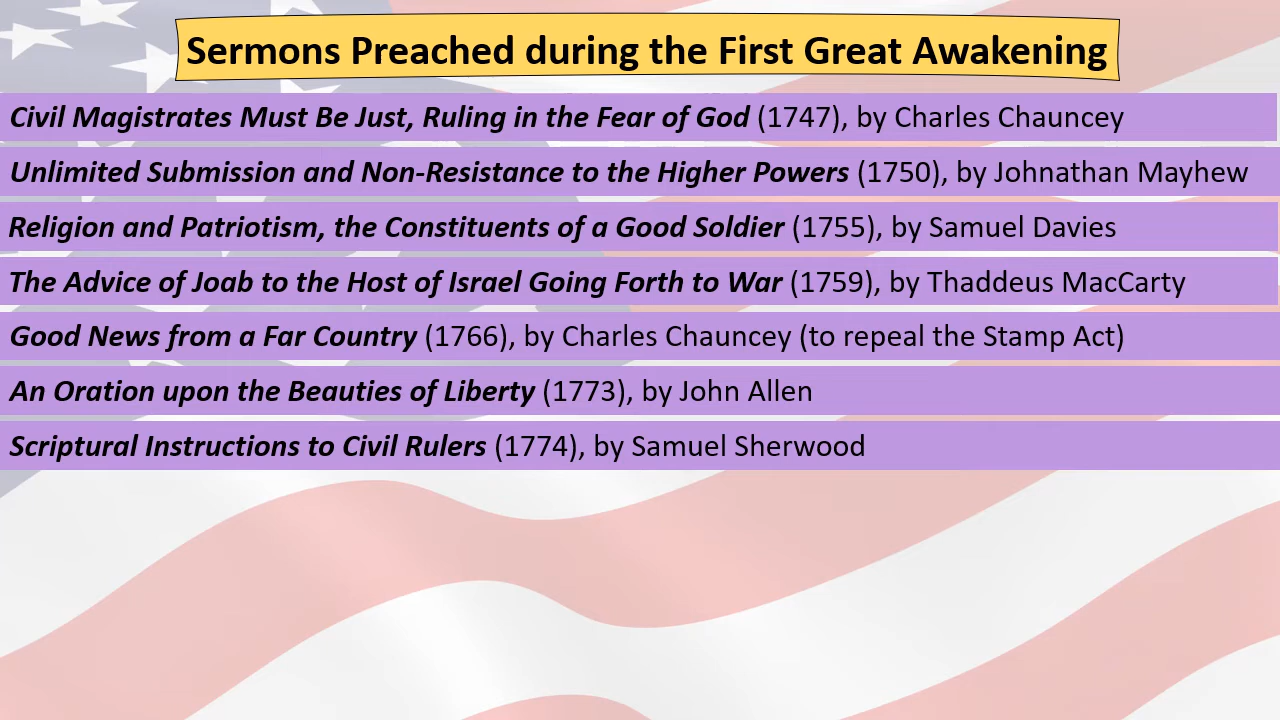 Sermons Preached during the First Great Awakening
Civil Magistrates Must Be Just, Ruling in the Fear of God (1747), by Charles Chauncey
Unlimited Submission and Non-Resistance to the Higher Powers (1750), by Johnathan Mayhew
Religion and Patriotism, the Constituents of a Good Soldier (1755), by Samuel Davies
The Advice of Joab to the Host of Israel Going Forth to War (1759), by Thaddeus MacCarty
Good News from a Far Country (1766), by Charles Chauncey (to repeal the Stamp Act)
An Oration upon the Beauties of Liberty (1773), by John Allen
Scriptural Instructions to Civil Rulers (1774), by Samuel Sherwood